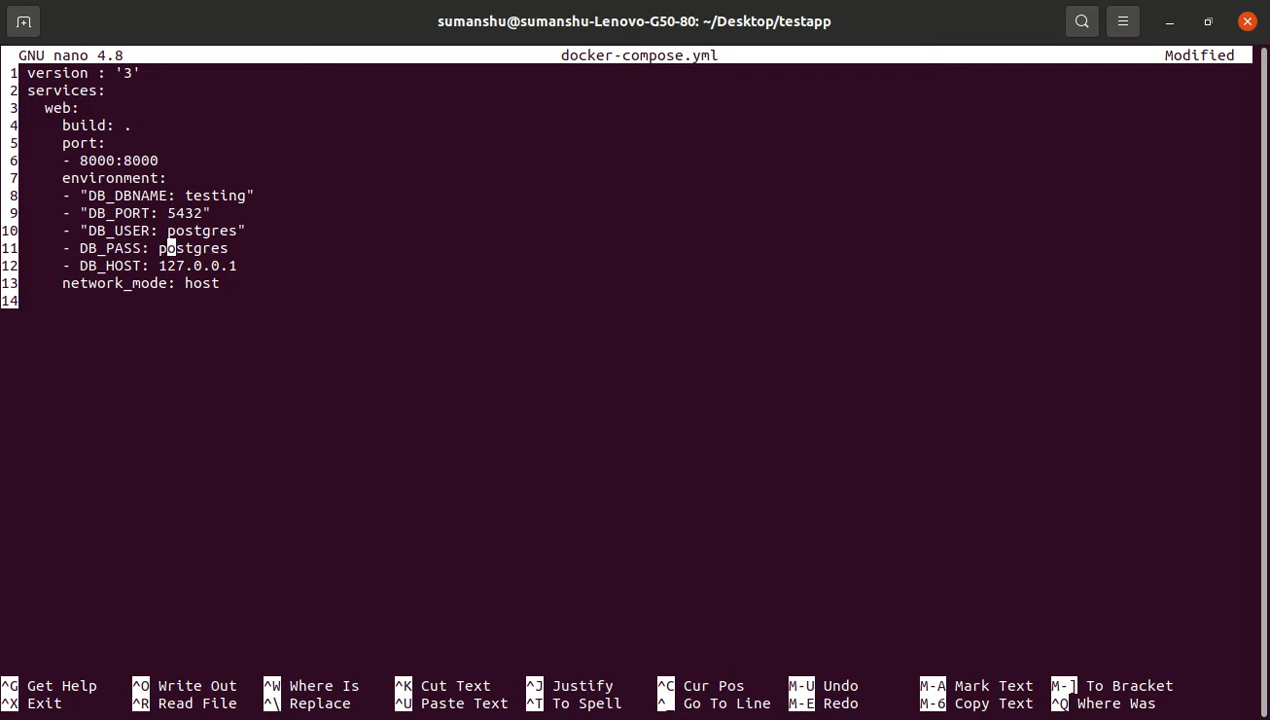 sumanshu@sumanshu-Lenovo-G50-80: ~/Desktop/testapp
GNU nano 4.8 docker-compose.yml Modified
1 version : '3'
2 services:
3   web:
4     build: .
5     port:
6     - 8000:8000
7     environment:
8     - "DB_DBNAME: testing"
9     - "DB_PORT: 5432"
10     - "DB_USER: postgres"
11     - DB_PASS: postgres
12     - DB_HOST: 127.0.0.1
13     network_mode: host
14
^G Get Help ^O Write Out ^W Where Is ^K Cut Text ^J Justify ^C Cur Pos M-U Undo M-A Mark Text M-] To Bracket
^X Exit ^R Read File ^\ Replace ^U Paste Text ^T To Spell ^_ Go To Line M-E Redo M-6 Copy Text ^Q Where Was